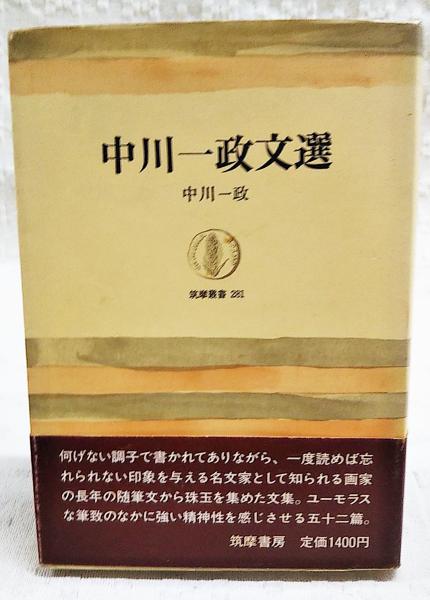 中川一政文選
中川一政
筑摩叢書 281
何げない調子で書かれてありながら、一度読めば忘
れられない印象を与える名文家として知られる画家
の長年の随筆文から珠玉を集めた文集。ユーモラス
な筆致のなかに強い精神性を感じさせる五十二篇。
筑摩書房 定価1400円